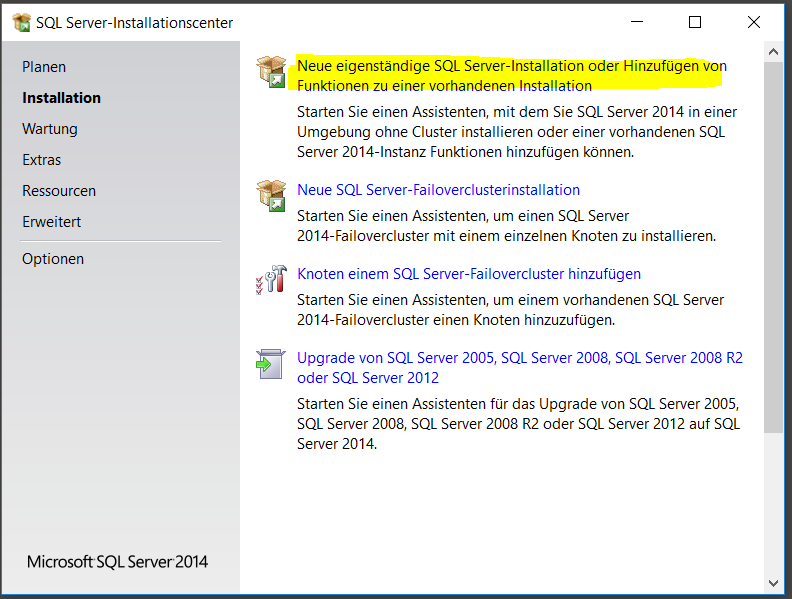 SQL Server-Installationscenter
Planen
Installation
Wartung
Extras
Ressourcen
Erweitert
Optionen
Neue eigenständige SQL Server-Installation oder Hinzufügen von
Funktionen zu einer vorhandenen Installation
Starten Sie einen Assistenten, mit dem Sie SQL Server 2014 in einer
Umgebung ohne Cluster installieren oder einer vorhandenen SQL
Server 2014-Instanz Funktionen hinzufügen können.
Neue SQL Server-Failoverclusterinstallation
Starten Sie einen Assistenten, um einen SQL Server
2014-Failovercluster mit einem einzelnen Knoten zu installieren.
Knoten einem SQL Server-Failovercluster hinzufügen
Starten Sie einen Assistenten, um einem vorhandenen SQL Server
2014-Failovercluster einen Knoten hinzuzufügen.
Upgrade von SQL Server 2005, SQL Server 2008, SQL Server 2008 R2
oder SQL Server 2012
Starten Sie einen Assistenten für das Upgrade von SQL Server 2005,
SQL Server 2008, SQL Server 2008 R2 oder SQL Server 2012 auf SQL
Server 2014.
Microsoft SQL Server 2014